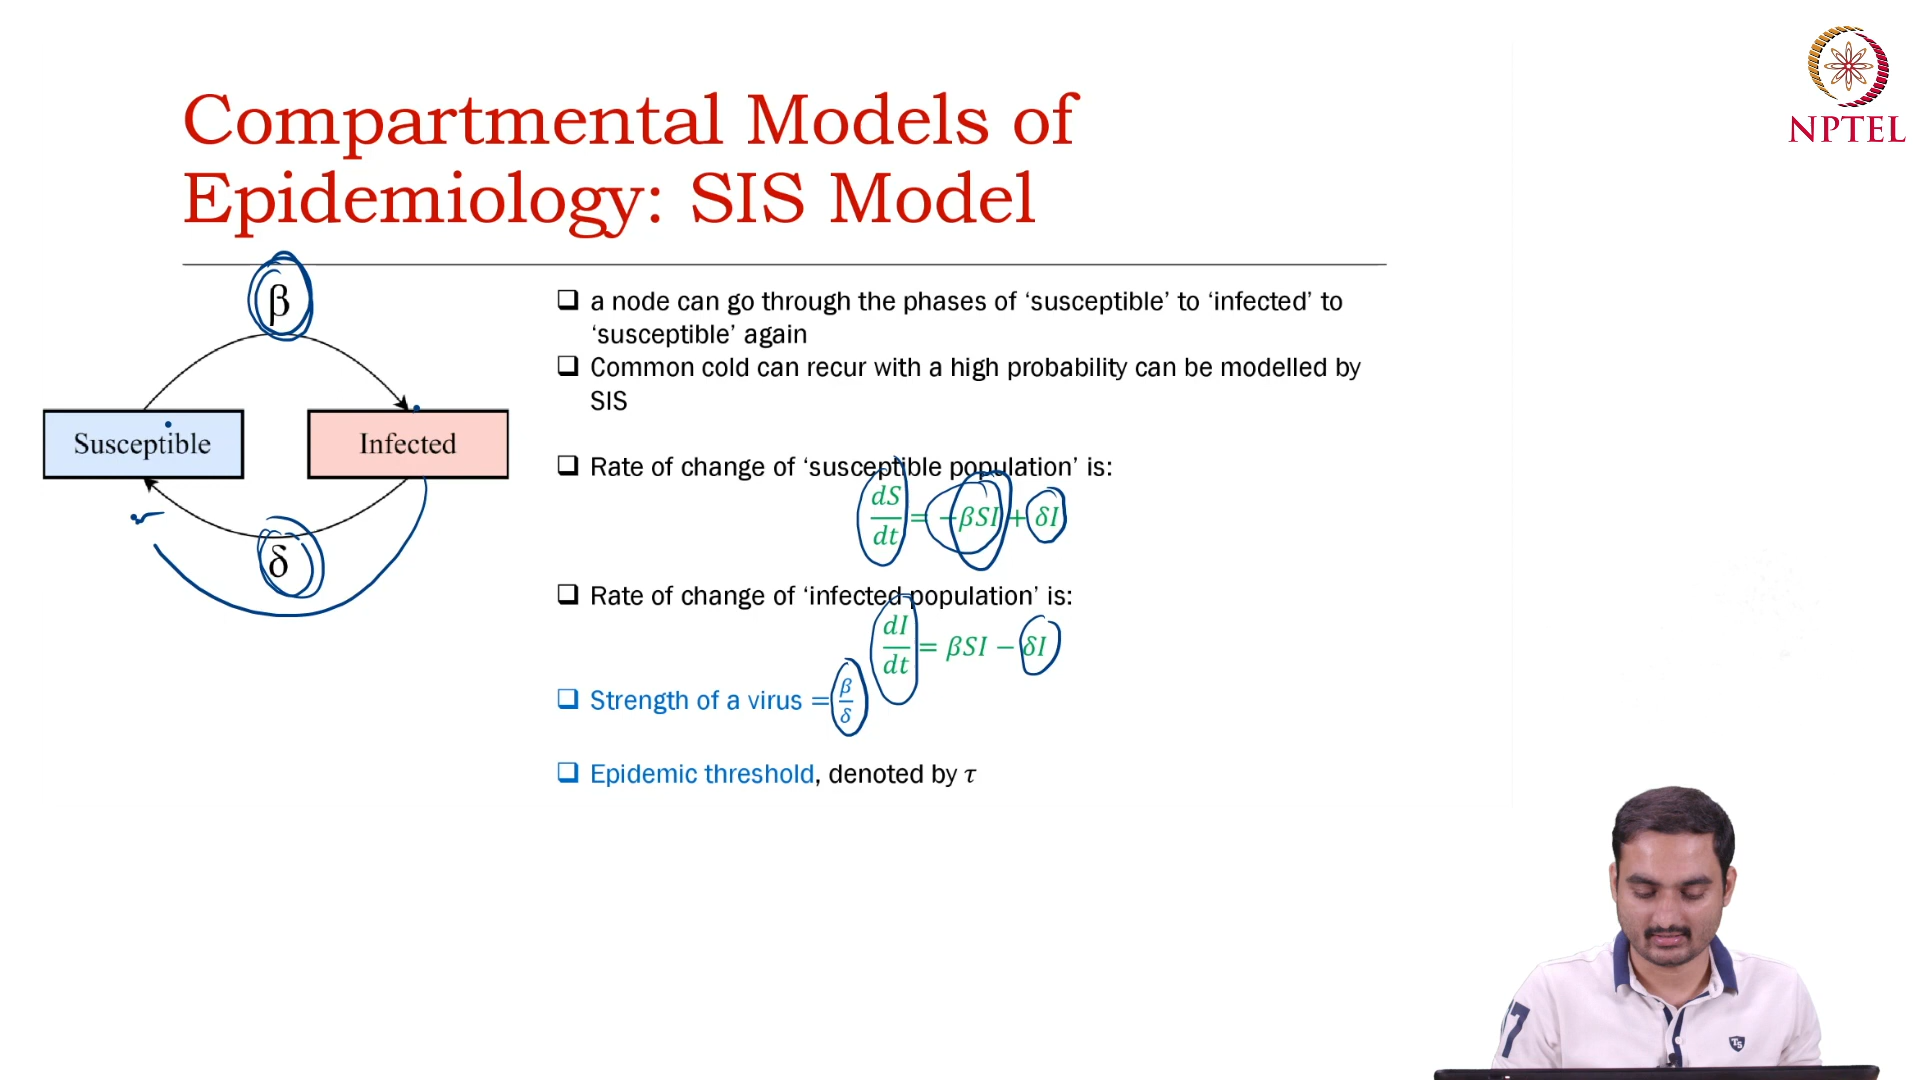 NPTEL
Compartmental Models of
Epidemiology: SIS Model
β
Susceptible
Infected
δ
❑ a node can go through the phases of ‘susceptible’ to ‘infected’ to
‘susceptible’ again
❑ Common cold can recur with a high probability can be modelled by
SIS
❑ Rate of change of ‘susceptible population’ is:
dS/dt = −βSI + δI
❑ Rate of change of ‘infected population’ is:
dI/dt = βSI − δI
❑ Strength of a virus = β/δ
❑ Epidemic threshold, denoted by τ
7
TS